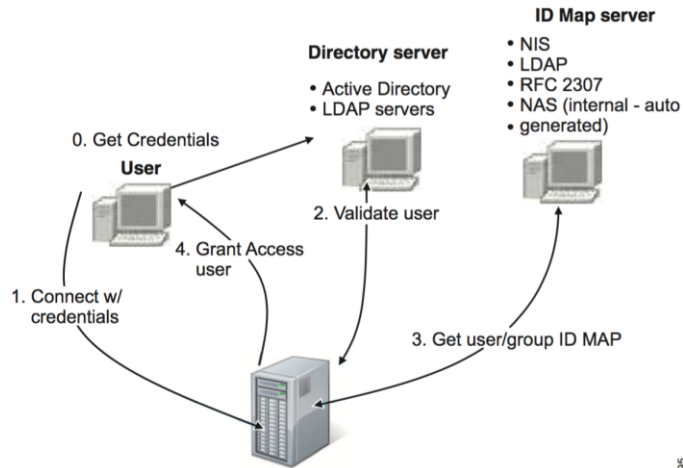 ID Map server
• NIS
• LDAP
• RFC 2307
• NAS (internal - auto
• generated)
Directory server
• Active Directory
• LDAP servers
0. Get Credentials
User
2. Validate user
4. Grant Access
user
1. Connect w/
credentials
3. Get user/group ID MAP